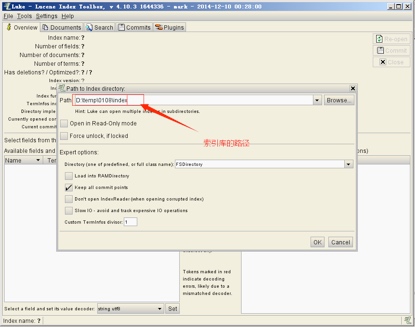 Luke - Lucene Index Toolbox, v 4.10.3 1644336 - mark - 2014-12-10 00:28:00
File Tools Settings Help
Overview Documents Search Commits Plugins
Index name: ?
Number of fields: ?
Number of documents: ?
Number of terms: ?
Has deletions? / Optimized? ? / ?
Index version: ?
Re-open
Commit
Close
Path to Index directory:
Path: D:\temp\0108\index
Browse...
Hint: Luke can open multiple indexes in subdirectories.
Open in Read-Only mode
Force unlock, if locked
索引库的路径
Expert options:
Directory (one of predefined, or full class name) FSDirectory
Load into RAMDirectory
Keep all commit points
Don't open IndexReader (when opening corrupted index)
Slow IO - avoid and track expensive IO operations
Custom TermInfos divisor: 1
OK Cancel
Index
TermInfos
Directory imple
Currently opened com
Current commit
Select fields from th
Available fields and
Name
Tokens marked in red
indicate decoding
errors, likely due to a
mismatched decoder.
Select a field and set its value decoder: string utf8 Set
Index name: ?